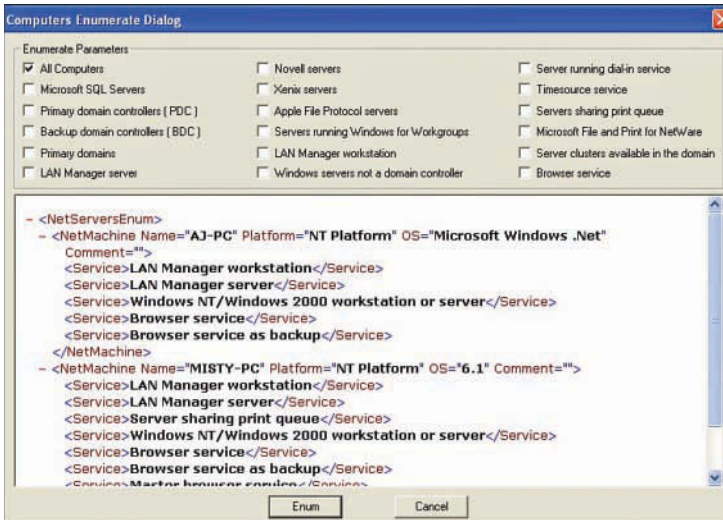 Computers Enumerate Dialog
Enumerate Parameters
All Computers
Microsoft SQL Servers
Primary domain controllers ( PDC )
Backup domain controllers ( BDC )
Primary domains
LAN Manager server
Novell servers
Xenix servers
Apple File Protocol servers
Servers running Windows for Workgroups
LAN Manager workstation
Windows servers not a domain controller
Server running dial-in service
Timesource service
Servers sharing print queue
Microsoft File and Print for NetWare
Server clusters available in the domain
Browser service
- <NetServersEnum>
- <NetMachine Name="AJ-PC" Platform="NT Platform" OS="Microsoft Windows .Net"
Comment="">
<Service>LAN Manager workstation</Service>
<Service>LAN Manager server</Service>
<Service>Windows NT/Windows 2000 workstation or server</Service>
<Service>Browser service</Service>
<Service>Browser service as backup</Service>
</NetMachine>
- <NetMachine Name="MISTY-PC" Platform="NT Platform" OS="6.1" Comment="">
<Service>LAN Manager workstation</Service>
<Service>LAN Manager server</Service>
<Service>Server sharing print queue</Service>
<Service>Windows NT/Windows 2000 workstation or server</Service>
<Service>Browser service</Service>
<Service>Browser service as backup</Service>
<Service>Master browser service</Service>
Enum
Cancel